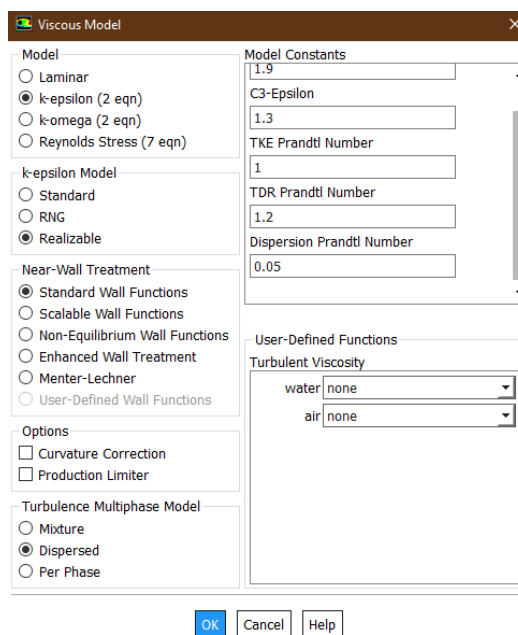 Viscous Model
Model
Laminar
k-epsilon (2 eqn)
k-omega (2 eqn)
Reynolds Stress (7 eqn)
k-epsilon Model
Standard
RNG
Realizable
Near-Wall Treatment
Standard Wall Functions
Scalable Wall Functions
Non-Equilibrium Wall Functions
Enhanced Wall Treatment
Menter-Lechner
User-Defined Wall Functions
Options
Curvature Correction
Production Limiter
Turbulence Multiphase Model
Mixture
Dispersed
Per Phase
Model Constants
1.9
C3-Epsilon
1.3
TKE Prandtl Number
1
TDR Prandtl Number
1.2
Dispersion Prandtl Number
0.05
User-Defined Functions
Turbulent Viscosity
water none
air none
OK Cancel Help